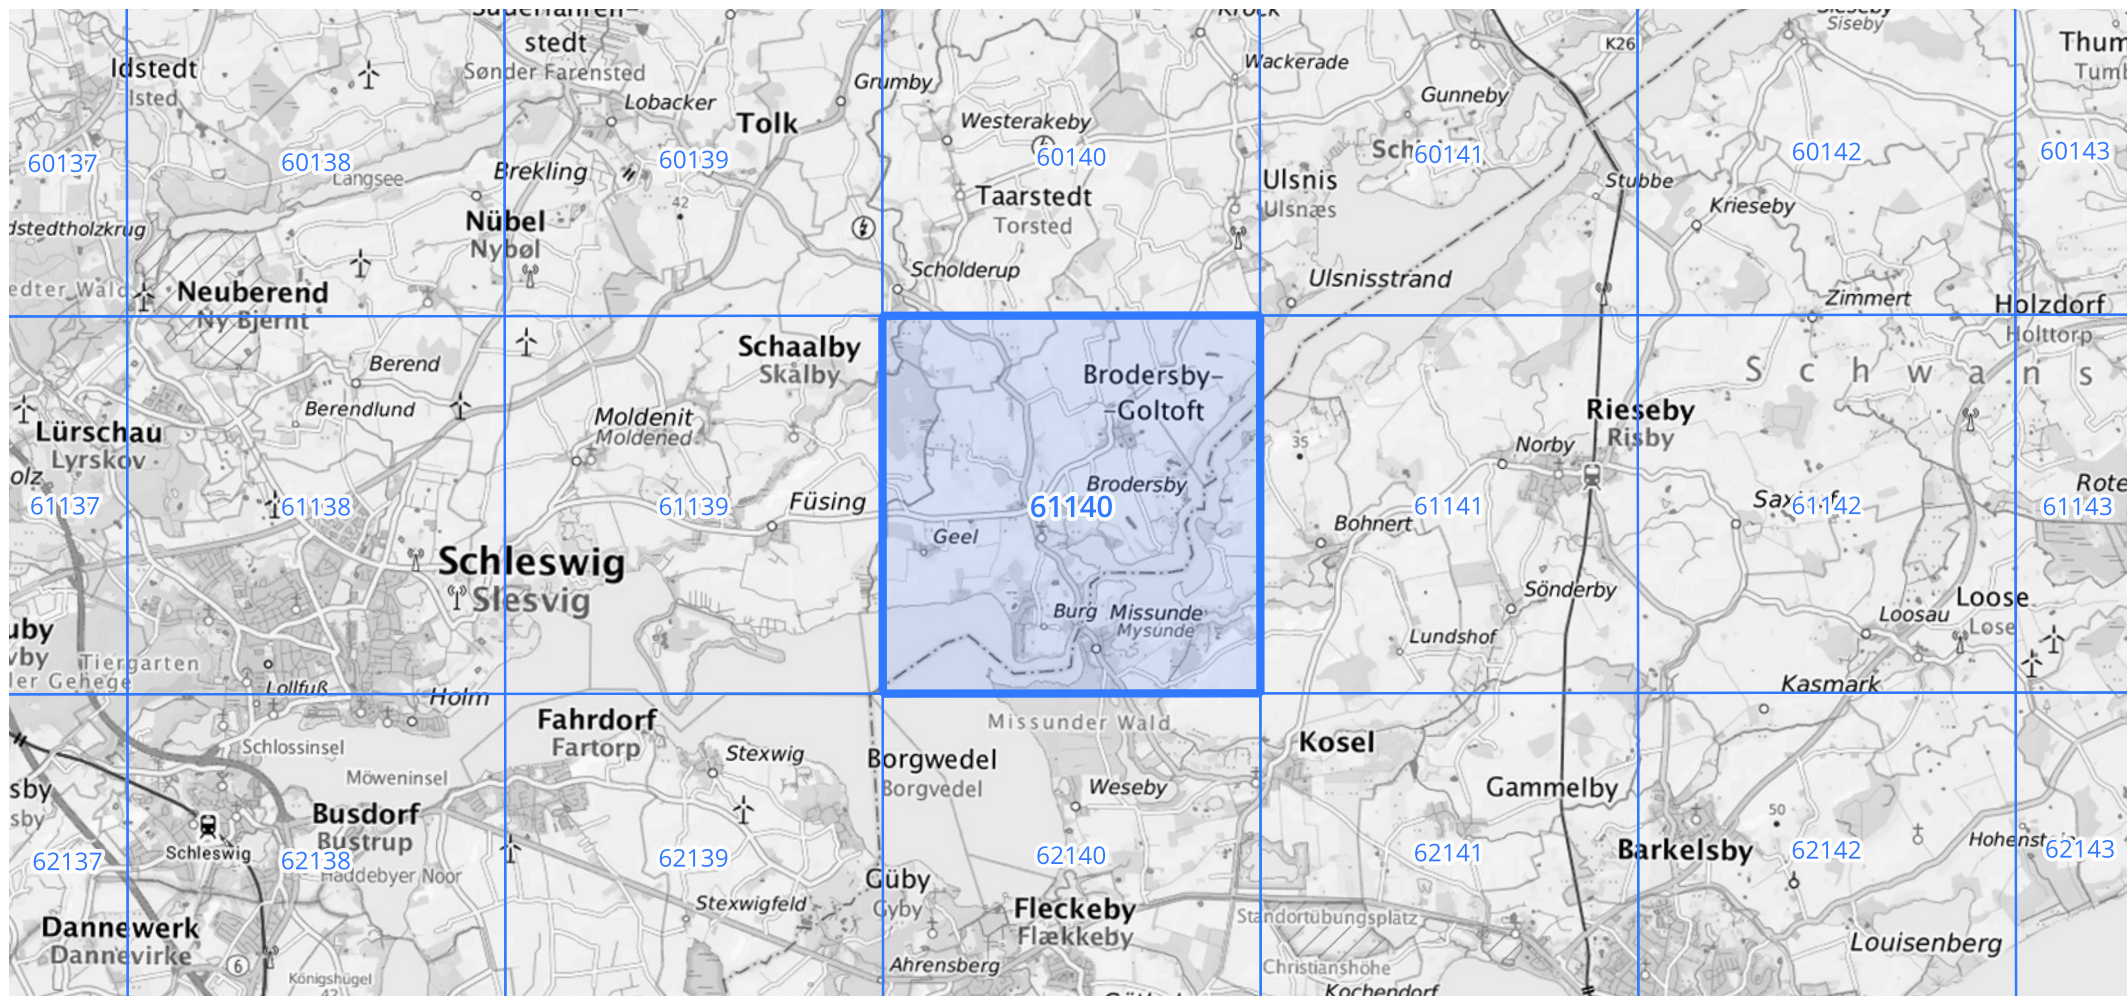 stedt
Sønder Farensted
Idstedt
Isted
Lobacker
Tolk
Grumby
Westerakeby
Wackerade
Gunneby
K26
Siseby
60137
60138
60139
60140
60141
60142
60143
Langsee
Brekling
42
Taarstedt
Torsted
Ulsnis
Ulsnæs
Stubbe
Krieseby
Nübel
Nybøl
Scholderup
Ulsnisstrand
Neuberend
Ny Bjernt
Zimmert
Holzdorf
Holttorp
Schwans
Berend
Berendlund
Schaalby
Skålby
Moldenit
Moldened
Brodersby-
-Goltoft
Rieseby
Risby
Norby
35
Lürschau
Lyrskov
Brodersby
Füsing
61137
61138
61139
61140
61141
61142
61143
Geel
Bohnert
Schleswig
Slesvig
Sönderby
Loose
Lose
Loosau
Burg
Missunde
Mysunde
Lundshof
Tiergarten
Lollfuß
Holm
Kasmark
Fahrdorf
Fartorp
Missunder Wald
Kosel
Schlossinsel
Stexwig
Borgwedel
Borgvedel
Möweninsel
Weseby
Gammelby
Busdorf
Bustrup
50
Schleswig
Barkelsby
62137
62138
62139
62140
62141
62142
62143
Haddebyer Noor
Güby
Gyby
Stexwigfeld
Fleckeby
Flækkeby
Standortübungsplatz
Dannewerk
Dannevirke
6
Louisenberg
Ahrensberg
Christianshöhe
Königshügel
Kochendorf